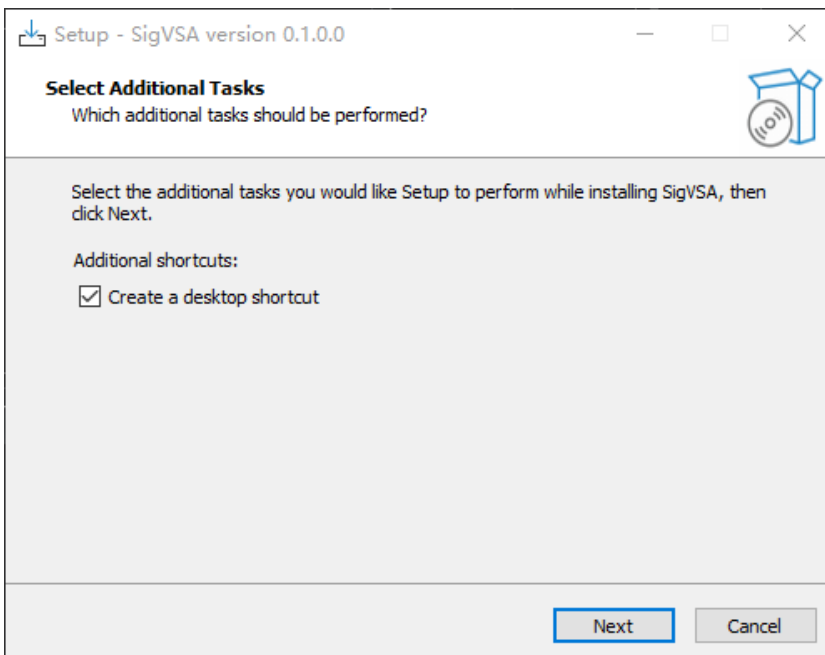 Setup - SigVSA version 0.1.0.0
Select Additional Tasks
Which additional tasks should be performed?
Select the additional tasks you would like Setup to perform while installing SigVSA, then
click Next.
Additional shortcuts:
Create a desktop shortcut
Next
Cancel